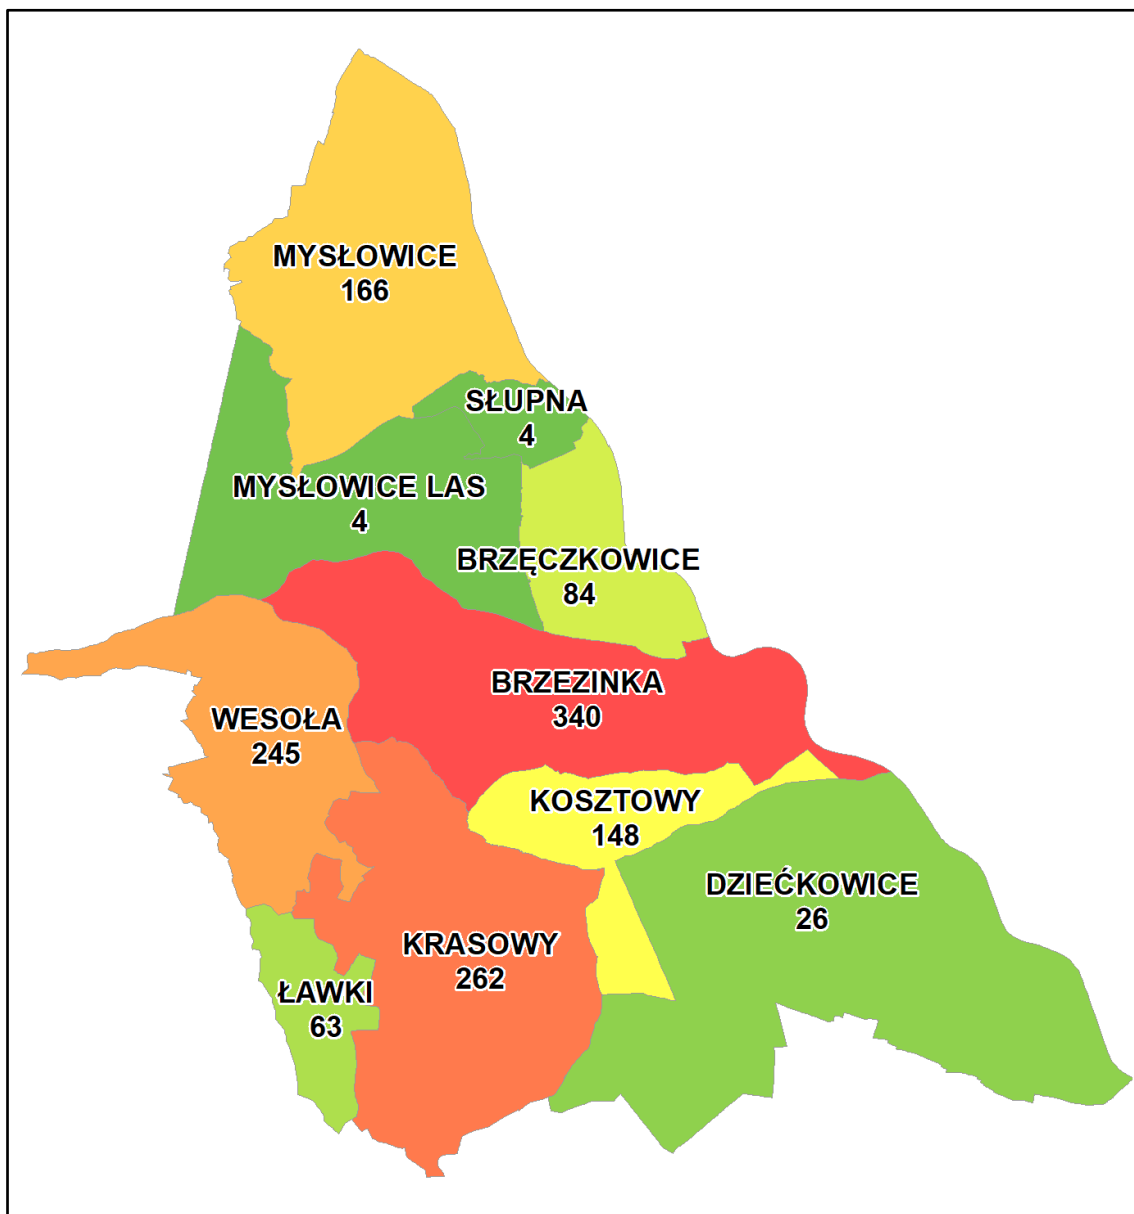 MYSŁOWICE
166
SŁUPNA
4
MYSŁOWICE LAS
4
BRZĘCZKOWICE
84
BRZEZINKA
340
WESOŁA
245
KOSZTOWY
148
DZIEĆKOWICE
26
KRASOWY
262
ŁAWKI
63